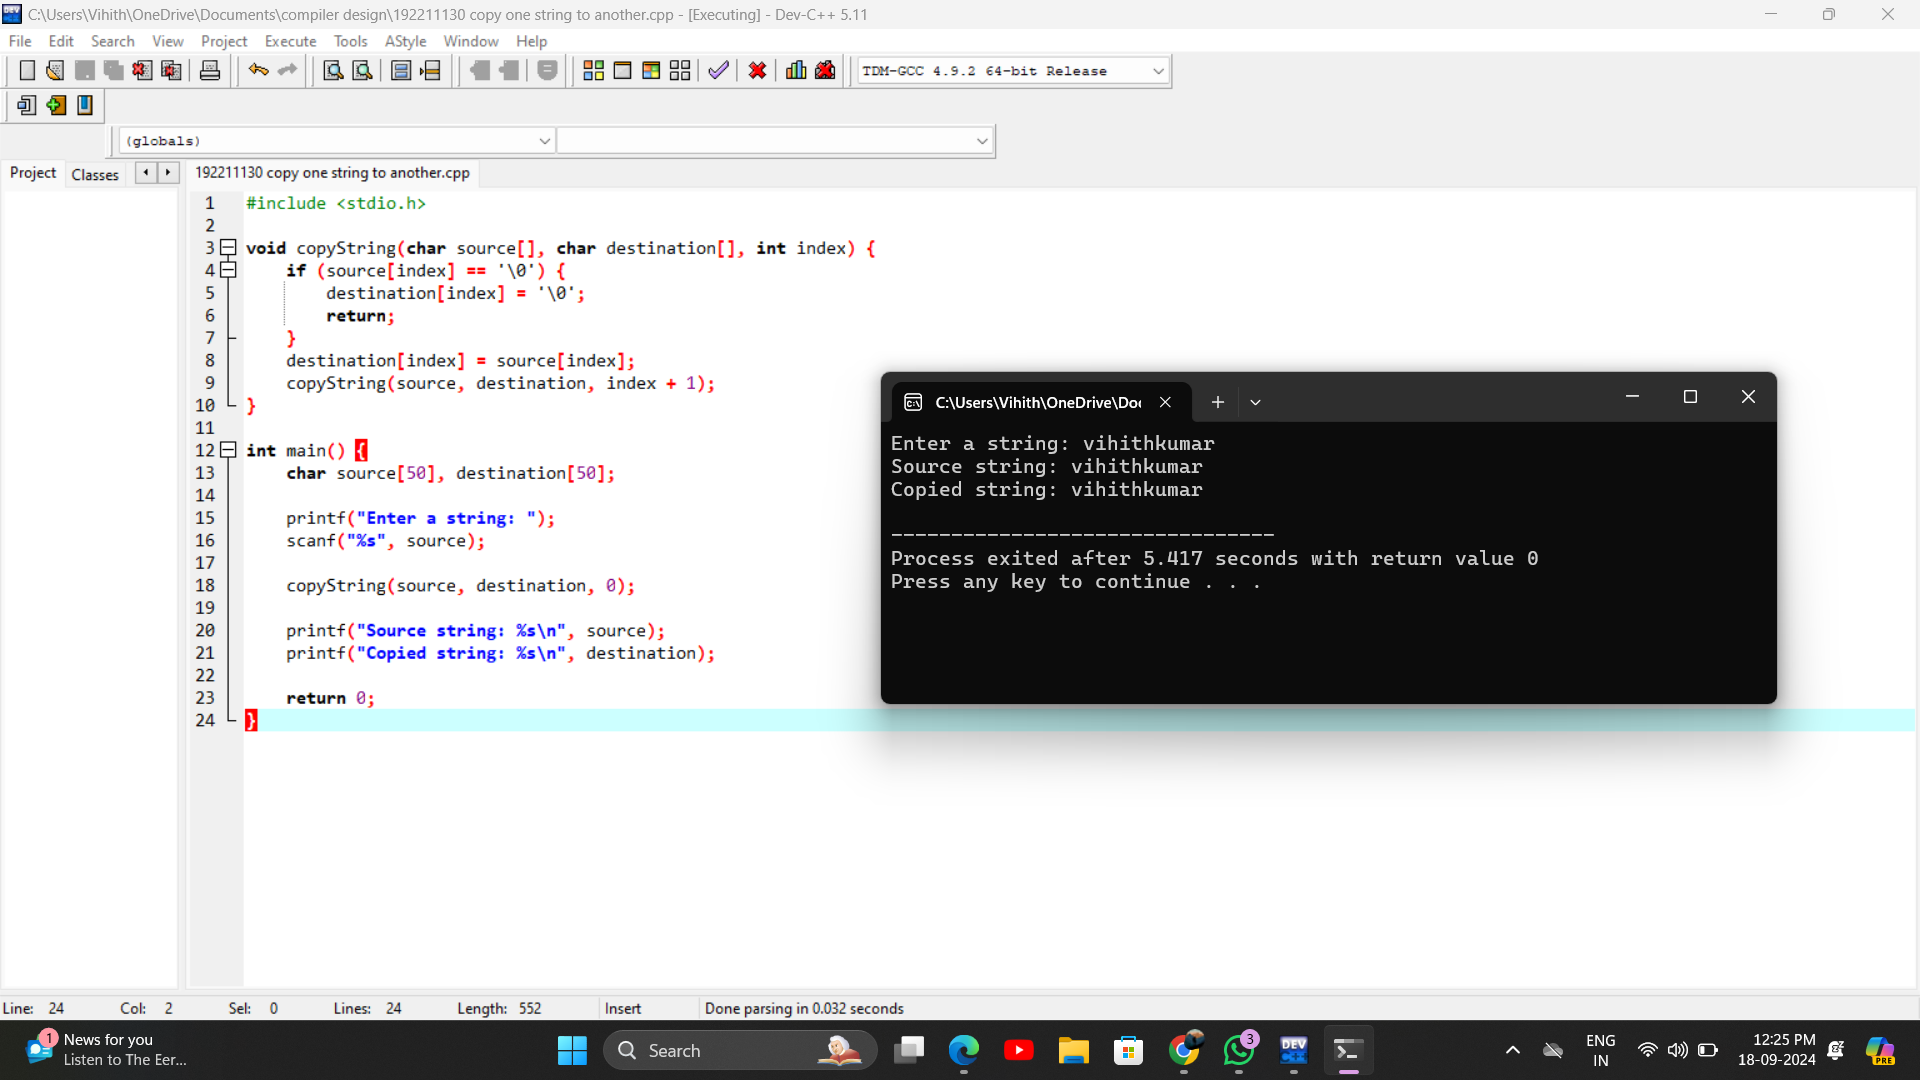 C:\Users\Vihith\OneDrive\Documents\compiler design\192211130 copy one string to another.cpp - [Executing] - Dev-C++ 5.11
File Edit Search View Project Execute Tools AStyle Window Help
TDM-GCC 4.9.2 64-bit Release
(globals)
Project Classes
192211130 copy one string to another.cpp
1 #include <stdio.h>
2
3 void copyString(char source[], char destination[], int index) {
4     if (source[index] == '\0') {
5         destination[index] = '\0';
6         return;
7     }
8     destination[index] = source[index];
9     copyString(source, destination, index + 1);
10 }
11
12 int main() {
13     char source[50], destination[50];
14
15     printf("Enter a string: ");
16     scanf("%s", source);
17
18     copyString(source, destination, 0);
19
20     printf("Source string: %s\n", source);
21     printf("Copied string: %s\n", destination);
22
23     return 0;
24 }
C:\Users\Vihith\OneDrive\Do
Enter a string: vihithkumar
Source string: vihithkumar
Copied string: vihithkumar
--------------------------------
Process exited after 5.417 seconds with return value 0
Press any key to continue . . .
Line: 24 Col: 2 Sel: 0 Lines: 24 Length: 552 Insert Done parsing in 0.032 seconds
1
News for you
Listen to The Eer...
Search
3
DEV
ENG
IN
12:25 PM
18-09-2024
PRE